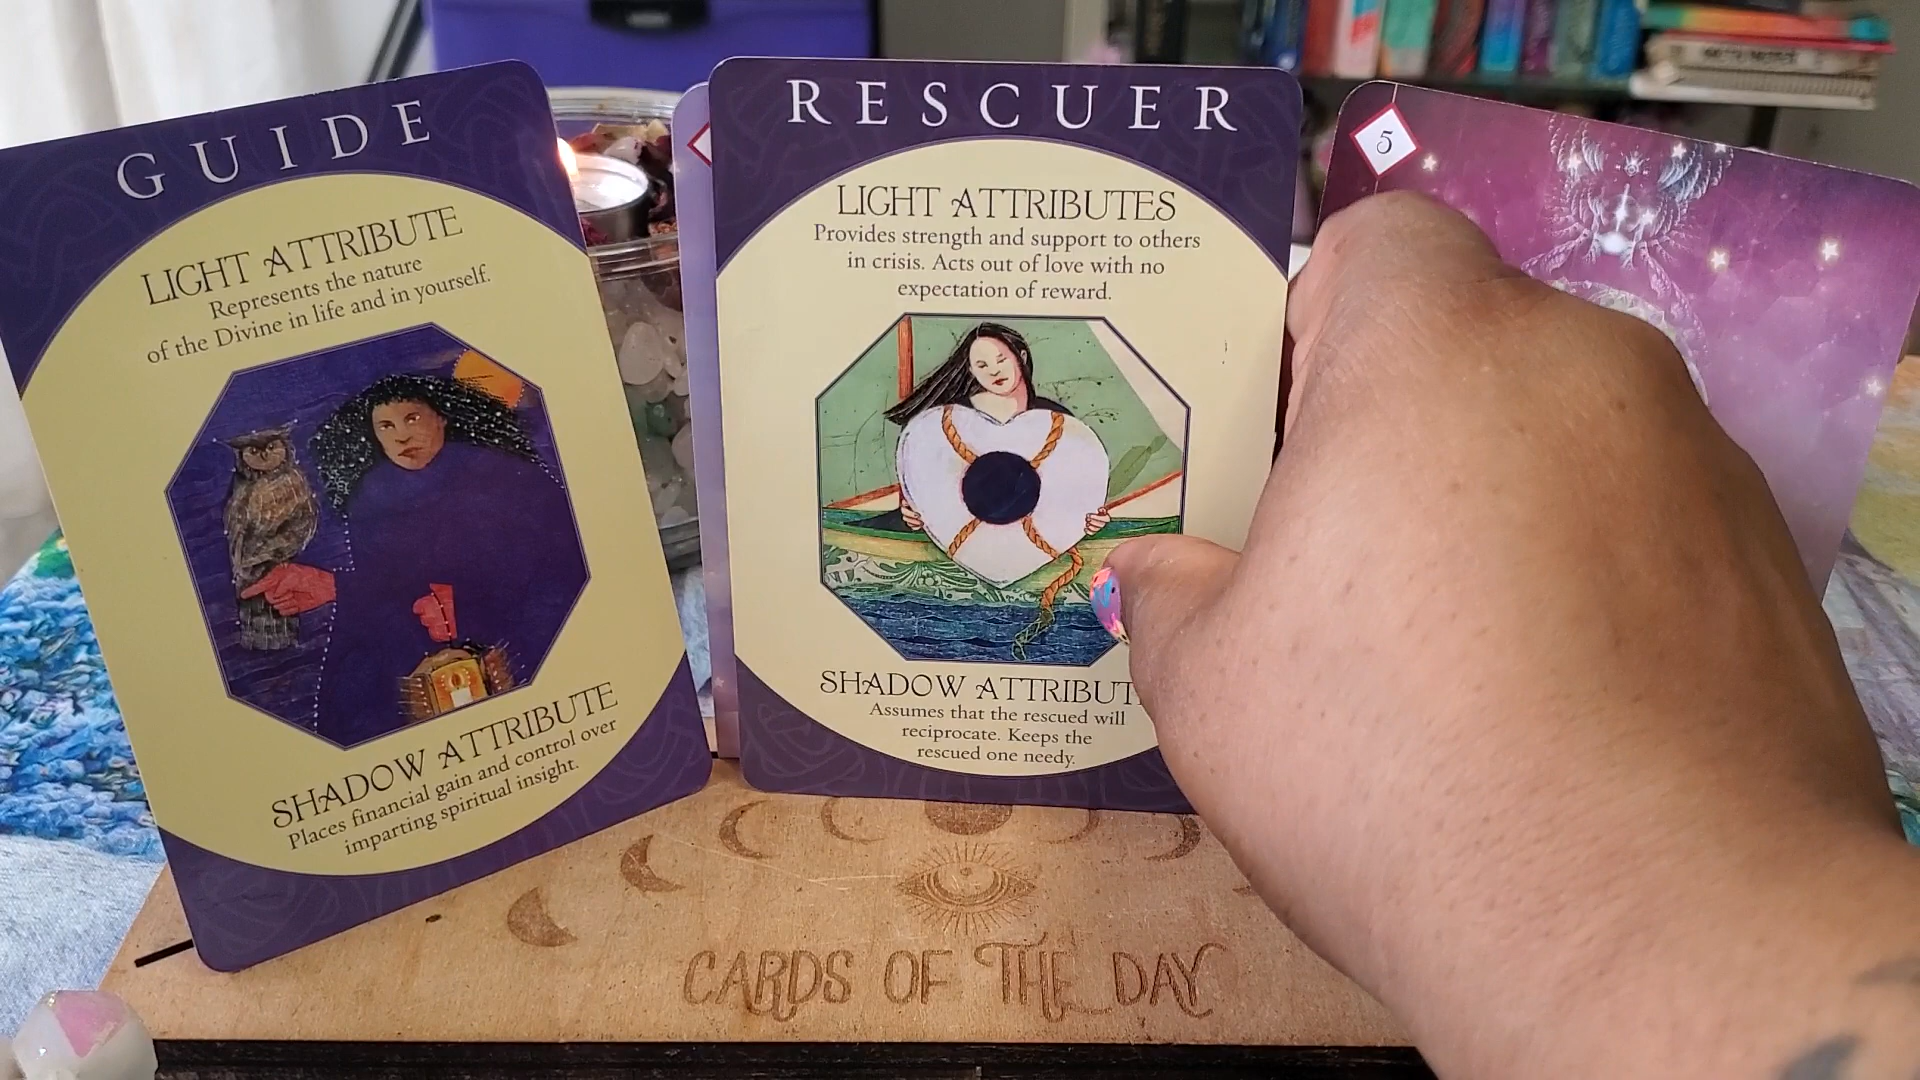 GUIDE
LIGHT ATTRIBUTE
Represents the nature
of the Divine in life and in yourself.
SHADOW ATTRIBUTE
Places financial gain and control over
imparting spiritual insight.
RESCUER
LIGHT ATTRIBUTES
Provides strength and support to others
in crisis. Acts out of love with no
expectation of reward.
SHADOW
Assumes that the rescued will
reciprocate. Keeps the
rescued one needy.
5
CARDS OF THE DAY